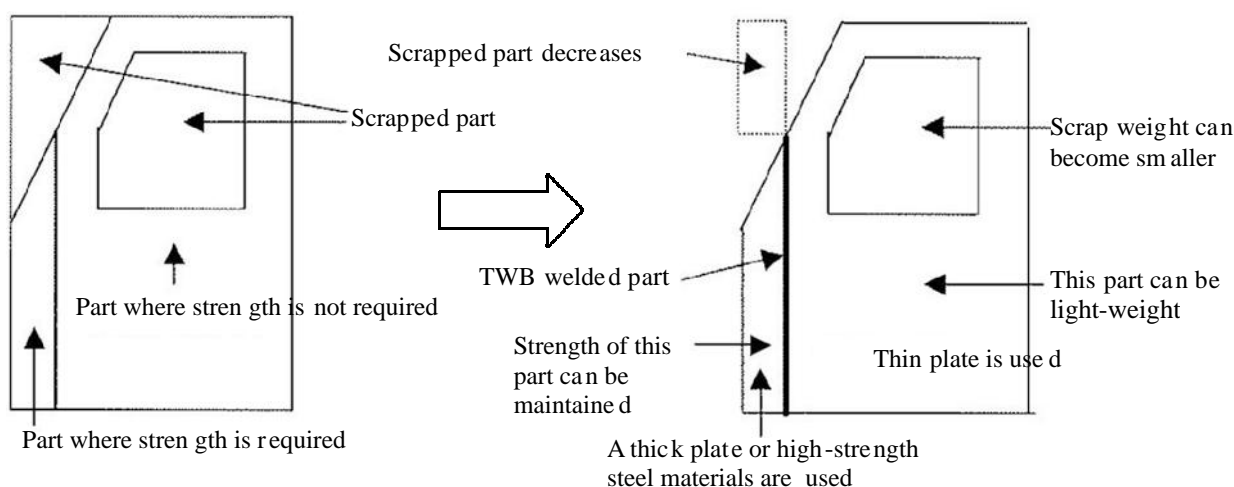 Scrapped part decreases
Scrapped part
Scrap weight can
become smaller
TWB welded part
Part where strength is not required
This part can be
light-weight
Strength of this
part can be
maintained
Thin plate is used
Part where strength is required
A thick plate or high-strength
steel materials are used